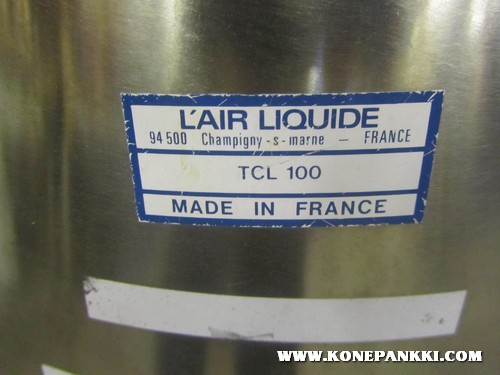 L'AIR LIQUIDE
94 500 Champigny - s - marne — FRANCE
TCL 100
MADE IN FRANCE
WWW.KONEPANKKI.COM